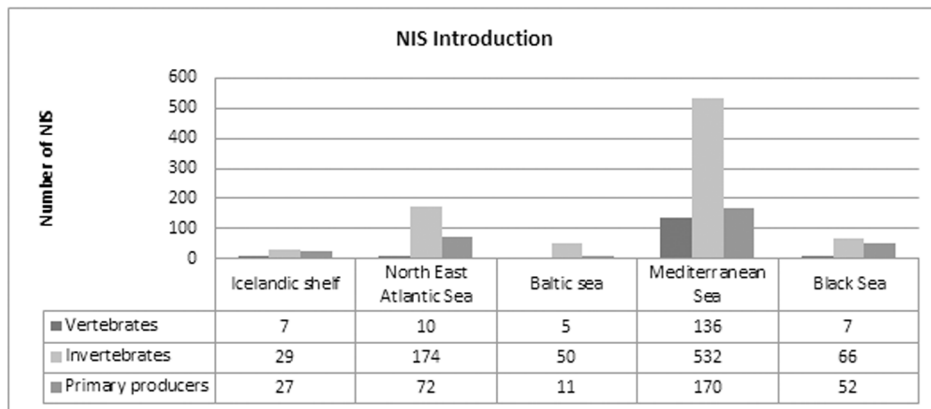 NIS Introduction
Number of NIS
600
500
400
300
200
100
0
Icelandic shelf
North East
Atlantic Sea
Baltic sea
Mediterranean
Sea
Black Sea
Vertebrates 7 10 5 136 7
Invertebrates 29 174 50 532 66
Primary producers 27 72 11 170 52